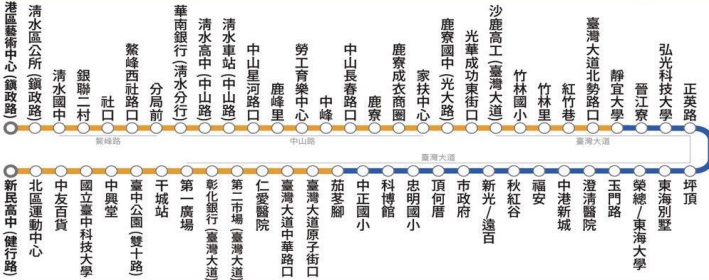 港區藝術中心(鎮政路)
清水區公所(鎮政路)
清水國中
銀聯二村
社口
鰲峰西社路口
分局前
華南銀行(清水分行)
清水高中(中山路)
清水車站(中山路)
中山星河路口
鹿峰里
勞工育樂中心
中峰
中山長春路口
鹿寮
鹿寮成衣商圈
家扶中心
鹿寮國中(光大路)
光華成功東街口
沙鹿高工(臺灣大道)
竹林國小
竹林里
紅竹巷
臺灣大道北勢路口
靜宜大學
晉江寮
弘光科技大學
正英路
鰲峰路
中山路
臺灣大道
臺灣大道
新民高中(健行路)
北區運動中心
中友百貨
國立臺中科技大學
中興堂
臺中公園(雙十路)
干城站
第一廣場
彰化銀行(臺灣大道)
第二市場(臺灣大道)
仁愛醫院
臺灣大道中華路口
臺灣大道原子街口
茄苳腳
中正國小
科博館
忠明國小
頂何厝
市政府
新光/遠百
秋紅谷
福安
中港新城
澄清醫院
玉門路
榮總/東海大學
東海別墅
坪頂